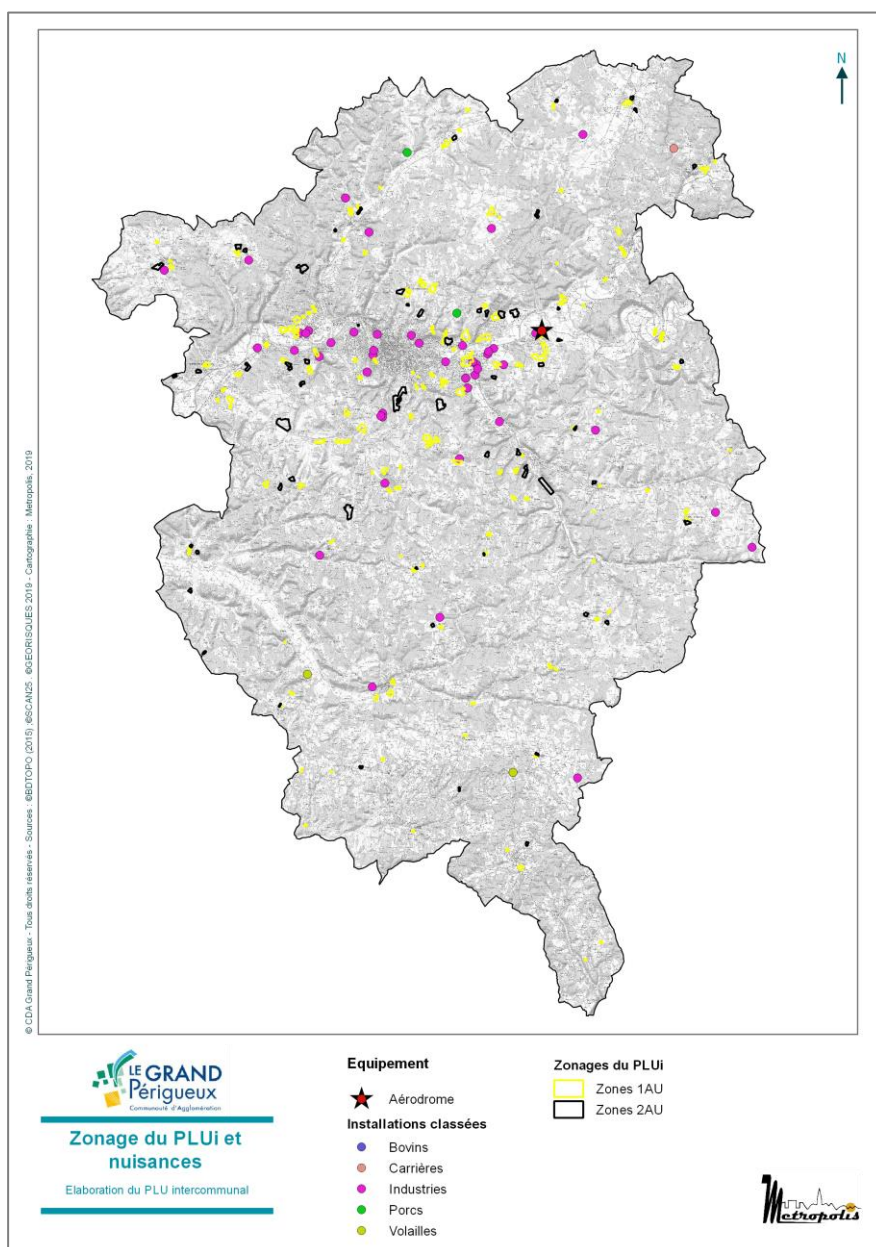 N
© CDA Grand Périgueux - Tous droits réservés - Sources : ©BDTOPO (2015) ,©SCAN25 , ©GEORISQUES 2019 - Cartographie : Metropolis, 2019
LE GRAND
Périgueux
Communauté d'Agglomération
Zonage du PLUi et
nuisances
Elaboration du PLU intercommunal
Equipement
Aérodrome
Installations classées
Bovins
Carrières
Industries
Porcs
Volailles
Zonages du PLUi
Zones 1AU
Zones 2AU
Metropolis